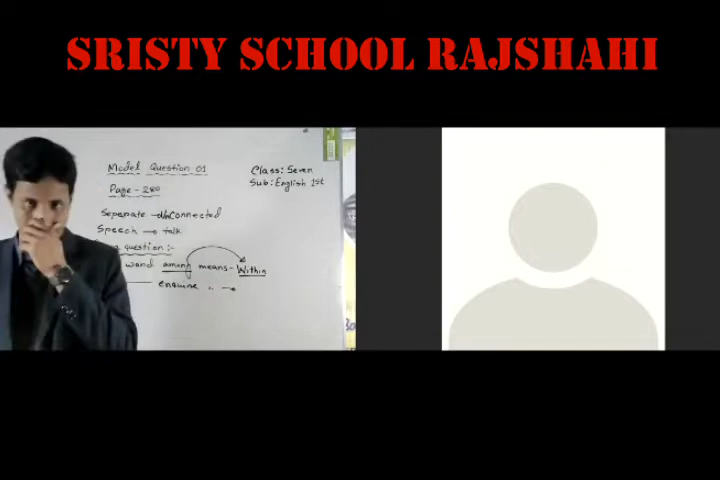 SRISTY SCHOOL RAJSHAHI
Model Question 01
Class: Seven
Sub: English 1st
Page - 280
Seperate → UnConnected
Speech → talk
question :-
word among means - Within
enquire " →